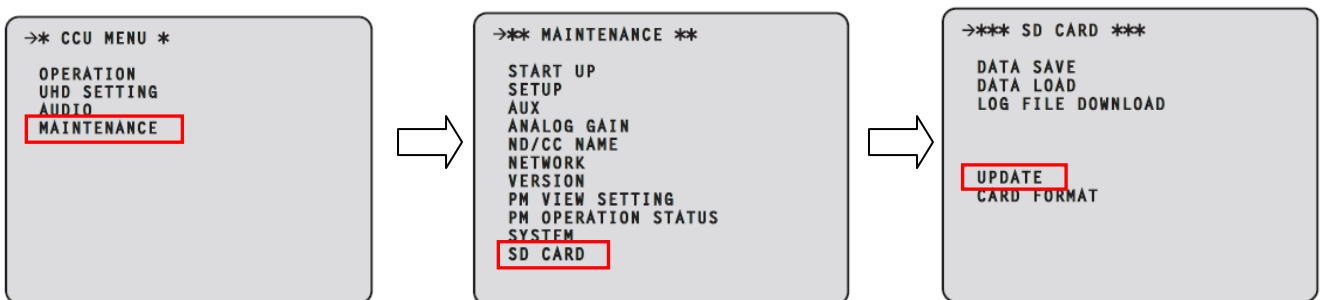 →* CCU MENU *
OPERATION
UHD SETTING
AUDIO
MAINTENANCE
→** MAINTENANCE **
START UP
SETUP
AUX
ANALOG GAIN
ND/CC NAME
NETWORK
VERSION
PM VIEW SETTING
PM OPERATION STATUS
SYSTEM
SD CARD
→*** SD CARD ***
DATA SAVE
DATA LOAD
LOG FILE DOWNLOAD
UPDATE
CARD FORMAT